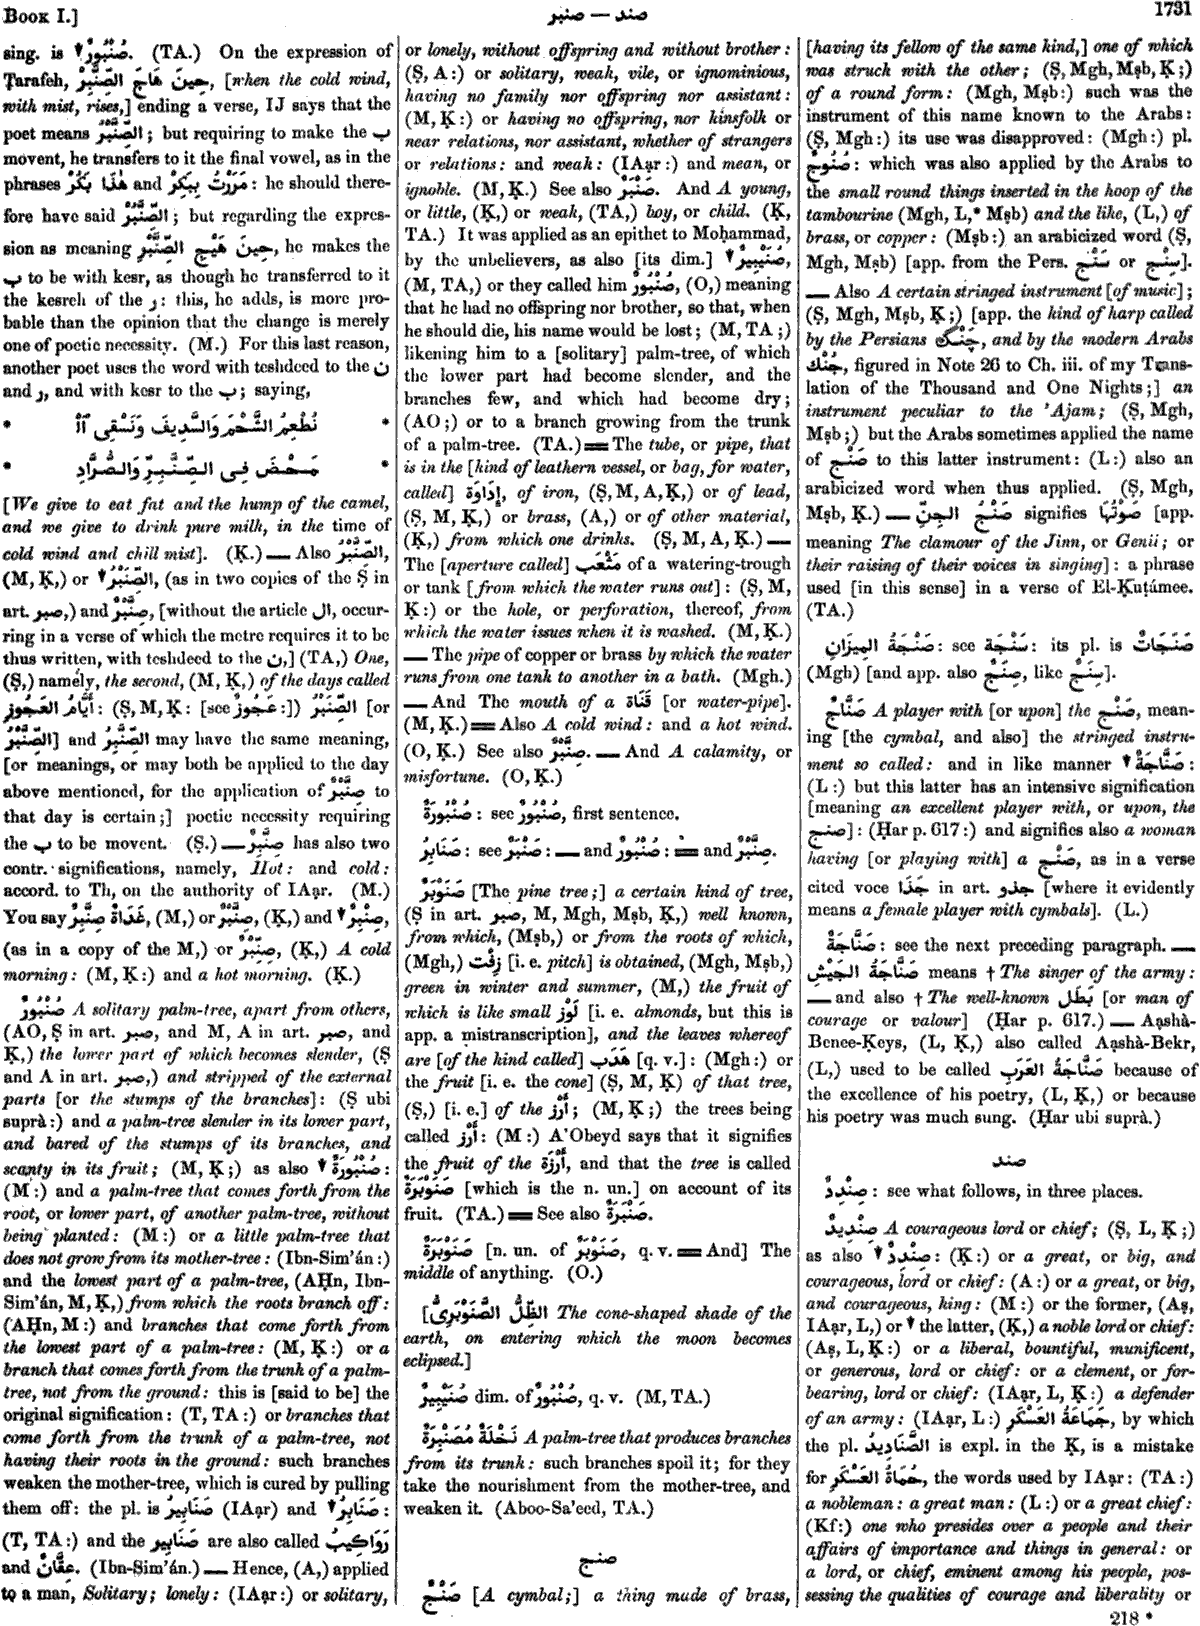 Book I.]
صند — صنبر
1731
sing. is ↓ صُنْبُورٌ. (TA.) On the expression of
Ṭarafeh, حِينَ هَاجَ الصِّنَّبِرْ, [when the cold wind,
with mist, rises,] ending a verse, IJ says that the
poet means الصِّنَّبْرُ; but requiring to make the ب
movent, he transfers to it the final vowel, as in the
phrases هٰذَا بَكُرْ and مَرَرْتُ بِبَكِرْ: he should there-
fore have said الصِّنَّبُرْ; but regarding the expres-
sion as meaning حِينَ هَيْجِ الصِّنَّبْرِ, he makes the
ب to be with kesr, as though he transferred to it
the kesreh of the ر: this, he adds, is more pro-
bable than the opinion that the change is merely
one of poetic necessity. (M.) For this last reason,
another poet uses the word with teshdeed to the ن
and ر, and with kesr to the ب; saying,
* نُطْعِمُ الشَّحْمَ وَالسَّدِيفَ وَنَسْقِى ٱلْ *
* مَحْضَ فِى الصِّنَّبِرِّ وَالصُّرَّادِ *
[We give to eat fat and the hump of the camel,
and we give to drink pure milk, in the time of
cold wind and chill mist]. (Ḳ.) — Also الصِّنَّبْرُ,
(M, Ḳ,) or ↓ الصِّنَّبِرُ, (as in two copies of the Ṣ in
art. صبر,) and صِنَّبْرٌ, [without the article ال, occur-
ring in a verse of which the metre requires it to be
thus written, with teshdeed to the ن,] (TA,) One,
(Ṣ,) namely, the second, (M, Ḳ,) of the days called
أَيَّامُ العَجُوزِ: (Ṣ, M, Ḳ: [see عَجُوزٌ:]) الصِّنَّبْرُ [or
الصِّنَّبْرُ] and الصِّنَّبِرُ may have the same meaning,
[or meanings, or may both be applied to the day
above mentioned, for the application of صِنَّبْرٌ to
that day is certain;] poetic necessity requiring
the ب to be movent. (Ṣ.) — صِنَّبْرٌ has also two
contr. significations, namely, Hot: and cold:
accord. to Th, on the authority of IAạr. (M.)
You say غَدَاةٌ صِنَّبْرٌ, (M,) or صِنَّبْرٌ, (Ḳ,) and ↓ صِنْبِرٌ,
(as in a copy of the M,) or صِنِّبْرٌ, (Ḳ,) A cold
morning: (M, Ḳ:) and a hot morning. (Ḳ.)
صُنْبُورٌ A solitary palm-tree, apart from others,
(AO, Ṣ in art. صبر, and M, A in art. صبر, and
Ḳ,) the lower part of which becomes slender, (Ṣ
and A in art. صبر,) and stripped of the external
parts [or the stumps of the branches]: (Ṣ ubi
suprà:) and a palm-tree slender in its lower part,
and bared of the stumps of its branches, and
scanty in its fruit; (M, Ḳ;) as also ↓ صُنْبُورَةٌ:
(M:) and a palm-tree that comes forth from the
root, or lower part, of another palm-tree, without
being planted: (M:) or a little palm-tree that
does not grow from its mother-tree: (Ibn-Sim'án:)
and the lowest part of a palm-tree, (AḤn, Ibn-
Sim'án, M, Ḳ,) from which the roots branch off:
(AḤn, M:) and branches that come forth from
the lowest part of a palm-tree: (M, Ḳ:) or a
branch that comes forth from the trunk of a palm-
tree, not from the ground: this is [said to be] the
original signification: (T, TA:) or branches that
come forth from the trunk of a palm-tree, not
having their roots in the ground: such branches
weaken the mother-tree, which is cured by pulling
them off: the pl. is صَنَابِيرُ (IAạr) and ↓ صَنَابِرُ:
(T, TA:) and the صَنَابِير are also called رَوَاكِيبُ
and عِقَّانٌ. (Ibn-Sim'án.) — Hence, (A,) applied
to a man, Solitary; lonely: (IAạr:) or solitary,
or lonely, without offspring and without brother:
(Ṣ, A:) or solitary, weak, vile, or ignominious,
having no family nor offspring nor assistant:
(M, Ḳ:) or having no offspring, nor kinsfolk or
near relations, nor assistant, whether of strangers
or relations: and weak: (IAạr:) and mean, or
ignoble. (M, Ḳ.) See also صَنْبَرٌ. And A young,
or little, (Ḳ,) or weak, (TA,) boy, or child. (Ḳ,
TA.) It was applied as an epithet to Moḥammad,
by the unbelievers, as also [its dim.] ↓ صُنَيْبِيرٌ,
(M, TA,) or they called him صُنْبُورٌ, (O,) meaning
that he had no offspring nor brother, so that, when
he should die, his name would be lost; (M, TA;)
likening him to a [solitary] palm-tree, of which
the lower part had become slender, and the
branches few, and which had become dry;
(AO;) or to a branch growing from the trunk
of a palm-tree. (TA.) = The tube, or pipe, that
is in the [kind of leathern vessel, or bag, for water,
called] إِدَاوَة, of iron, (Ṣ, M, A, Ḳ,) or of lead,
(Ṣ, M, Ḳ,) or brass, (A,) or of other material,
(Ḳ,) from which one drinks. (Ṣ, M, A, Ḳ.) —
The [aperture called] مَثْعَب of a watering-trough
or tank [from which the water runs out]: (Ṣ, M,
Ḳ:) or the hole, or perforation, thereof, from
which the water issues when it is washed. (M, Ḳ.)
— The pipe of copper or brass by which the water
runs from one tank to another in a bath. (Mgh.)
— And The mouth of a قَنَاة [or water-pipe].
(M, Ḳ.) = Also A cold wind: and a hot wind.
(O, Ḳ.) See also صِنَّبْرٌ. — And A calamity, or
misfortune. (O, Ḳ.)
صُنْبُورَةٌ: see صُنْبُورٌ, first sentence.
صَنَابِرُ: see صَنْبَرٌ: — and صُنْبُورٌ: = and صِنَّبْرٌ.
صَنَوْبَرٌ [The pine tree;] a certain kind of tree,
(Ṣ in art. صبر, M, Mgh, Mṣb, Ḳ,) well known,
from which, (Mṣb,) or from the roots of which,
(Mgh,) زِفْت [i. e. pitch] is obtained, (Mgh, Mṣb,)
green in winter and summer, (M,) the fruit of
which is like small لَوْز [i. e. almonds, but this is
app. a mistranscription], and the leaves whereof
are [of the kind called] هَدَب [q. v.]: (Mgh:) or
the fruit [i. e. the cone] (Ṣ, M, Ḳ) of that tree,
(Ṣ,) [i. e.] of the أَرْز; (M, Ḳ;) the trees being
called أَرْز: (M:) A'Obeyd says that it signifies
the fruit of the أَرْزَة, and that the tree is called
صَنَوْبَرَةٌ [which is the n. un.] on account of its
fruit. (TA.) = See also صَنْبَرَةٌ.
صَنَوْبَرَةٌ [n. un. of صَنَوْبَرٌ, q. v. = And] The
middle of anything. (O.)
[الظِّلُّ الصَّنَوْبَرِىُّ The cone-shaped shade of the
earth, on entering which the moon becomes
eclipsed.]
صُنَيْبِيرٌ dim. of صُنْبُورٌ, q. v. (M, TA.)
نَخْلَةٌ مُصَنْبِرَةٌ A palm-tree that produces branches
from its trunk: such branches spoil it; for they
take the nourishment from the mother-tree, and
weaken it. (Aboo-Sa'eed, TA.)
صنج
صَنْجٌ [A cymbal;] a thing made of brass,
[having its fellow of the same kind,] one of which
was struck with the other; (Ṣ, Mgh, Mṣb, Ḳ;)
of a round form: (Mgh, Mṣb:) such was the
instrument of this name known to the Arabs:
(Ṣ, Mgh:) its use was disapproved: (Mgh:) pl.
صُنُوجٌ: which was also applied by the Arabs to
the small round things inserted in the hoop of the
tambourine (Mgh, L,* Mṣb) and the like, (L,) of
brass, or copper: (Mṣb:) an arabicized word (Ṣ,
Mgh, Mṣb) [app. from the Pers. سَنْج or سِنْج].
— Also A certain stringed instrument [of music];
(Ṣ, Mgh, Mṣb, Ḳ;) [app. the kind of harp called
by the Persians چَنْگ, and by the modern Arabs
جَنْك, figured in Note 26 to Ch. iii. of my Trans-
lation of the Thousand and One Nights;] an
instrument peculiar to the 'Ajam; (Ṣ, Mgh,
Mṣb;) but the Arabs sometimes applied the name
of صَنْج to this latter instrument: (L:) also an
arabicized word when thus applied. (Ṣ, Mgh,
Mṣb, Ḳ.) — صَنْجُ الجِنِّ signifies صَوْتُهَا [app.
meaning The clamour of the Jinn, or Genii; or
their raising of their voices in singing]: a phrase
used [in this sense] in a verse of El-Ḳuṭámee.
(TA.)
صَنْجَةُ المِيزَانِ: see سَنْجَة: its pl. is صَنَجَاتٌ
(Mgh) [and app. also صِنَجٌ, like سِنَجٌ].
صَنَّاجٌ A player with [or upon] the صَنْج, mean-
ing [the cymbal, and also] the stringed instru-
ment so called: and in like manner ↓ صَنَّاجَةٌ:
(L:) but this latter has an intensive signification
[meaning an excellent player with, or upon, the
صنج]: (Ḥar p. 617:) and signifies also a woman
having [or playing with] a صَنْج, as in a verse
cited voce جَذَا in art. جذو [where it evidently
means a female player with cymbals]. (L.)
صَنَّاجَةٌ: see the next preceding paragraph. —
صَنَّاجَةُ الجَيْشِ means † The singer of the army:
— and also † The well-known بَطَل [or man of
courage or valour] (Ḥar p. 617.) — Aạshà-
Benee-Ḳeys, (L, Ḳ,) also called Aạshà-Bekr,
(L,) used to be called صَنَّاجَةُ العَرَبِ because of
the excellence of his poetry, (L, Ḳ,) or because
his poetry was much sung. (Ḥar ubi suprà.)
صند
صِنْدِدٌ: see what follows, in three places.
صِنْدِيدٌ A courageous lord or chief; (Ṣ, L, Ḳ;)
as also ↓ صِنْدِدٌ: (Ḳ:) or a great, or big, and
courageous, lord or chief: (A:) or a great, or big,
and courageous, king: (M:) or the former, (Aṣ,
IAạr, L,) or ↓ the latter, (Ḳ,) a noble lord or chief:
(Aṣ, L, Ḳ:) or a liberal, bountiful, munificent,
or generous, lord or chief: or a clement, or for-
bearing, lord or chief: (IAạr, L, Ḳ:) a defender
of an army: (IAạr, L:) جَمَاعَةُ العَسْكَرِ, by which
the pl. الصَّنَادِيدُ is expl. in the Ḳ, is a mistake
for حُمَاةُ العَسْكَرِ, the words used by IAạr: (TA:)
a nobleman: a great man: (L:) or a great chief:
(Kf:) one who presides over a people and their
affairs of importance and things in general: or
a lord, or chief, eminent among his people, pos-
sessing the qualities of courage and liberality or
218 *